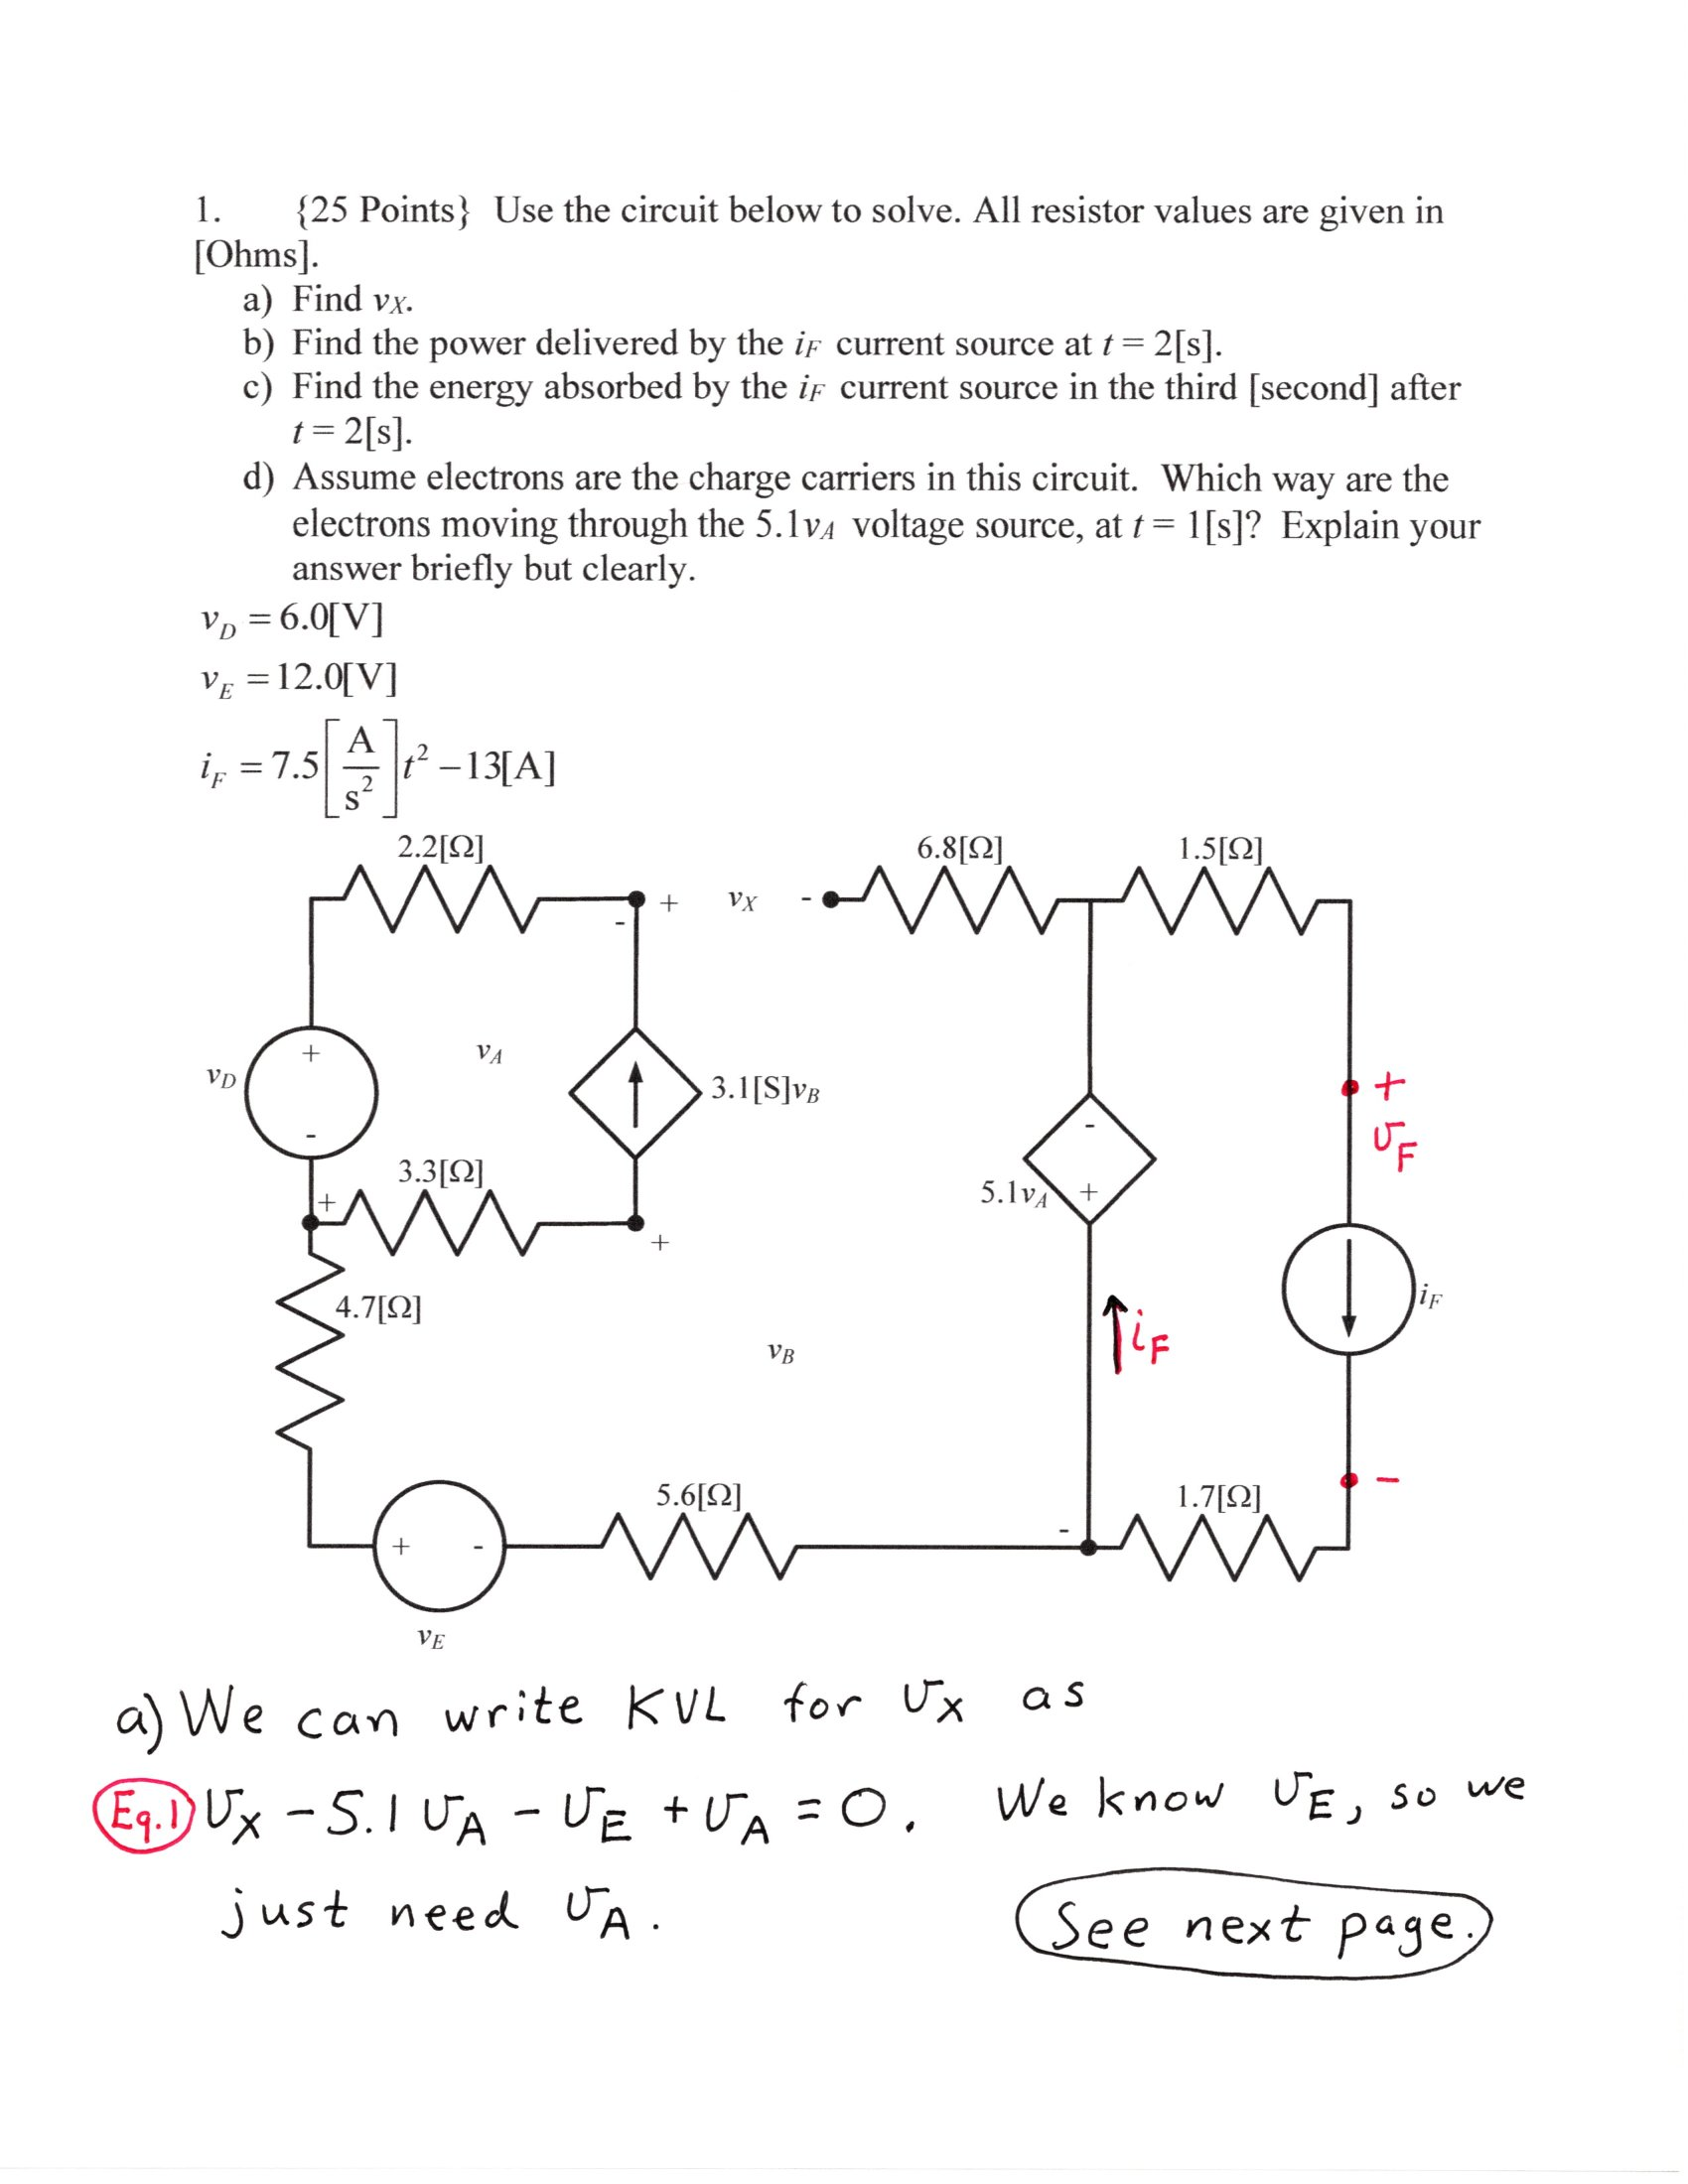 1. {25 Points} Use the circuit below to solve. All resistor values are given in
[Ohms].
a) Find vX.
b) Find the power delivered by the iF current source at t = 2[s].
c) Find the energy absorbed by the iF current source in the third [second] after
t = 2[s].
d) Assume electrons are the charge carriers in this circuit. Which way are the
electrons moving through the 5.1vA voltage source, at t = 1[s]? Explain your
answer briefly but clearly.
vD = 6.0[V]
vE = 12.0[V]
iF = 7.5[A/s²]t² − 13[A]
2.2[Ω]
6.8[Ω]
1.5[Ω]
+ vX -
-
+
vD
-
vA
3.1[S]vB
+
vF
-
3.3[Ω]
+
+
-
5.1vA +
iF
iF
4.7[Ω]
vB
5.6[Ω]
1.7[Ω]
-
+ -
vE
a) We can write KVL for vX as
Eq.1 vX - 5.1 vA - vE + vA = 0. We know vE, so we
just need vA.
See next page.